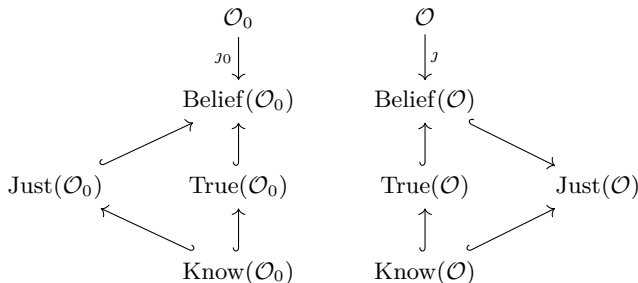 𝒪₀ 𝒪
ȷ₀ ȷ
Belief(𝒪₀) Belief(𝒪)
Just(𝒪₀) True(𝒪₀) True(𝒪) Just(𝒪)
Know(𝒪₀) Know(𝒪)